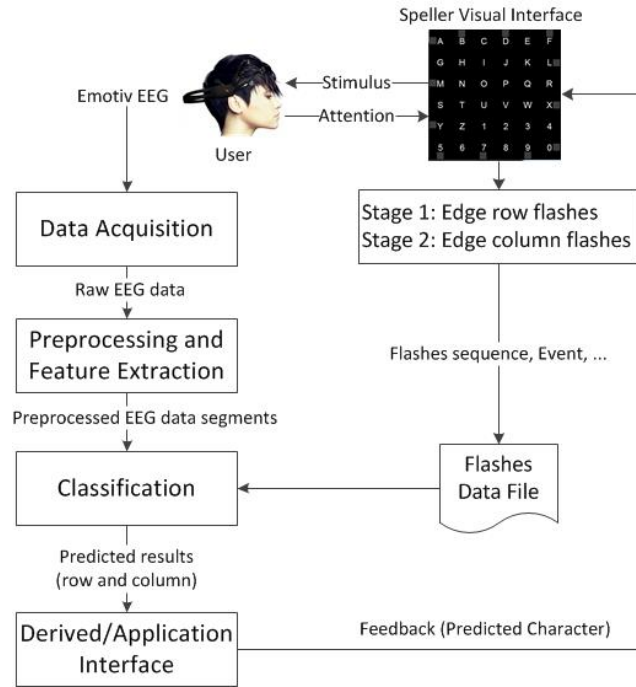 Speller Visual Interface
A B C D E F
G H I J K L
M N O P Q R
S T U V W X
Y Z 1 2 3 4
5 6 7 8 9 0
Stimulus
Attention
Emotiv EEG
User
Data Acquisition
Stage 1: Edge row flashes
Stage 2: Edge column flashes
Raw EEG data
Preprocessing and
Feature Extraction
Flashes sequence, Event, ...
Preprocessed EEG data segments
Classification
Flashes
Data File
Predicted results
(row and column)
Derived/Application
Interface
Feedback (Predicted Character)